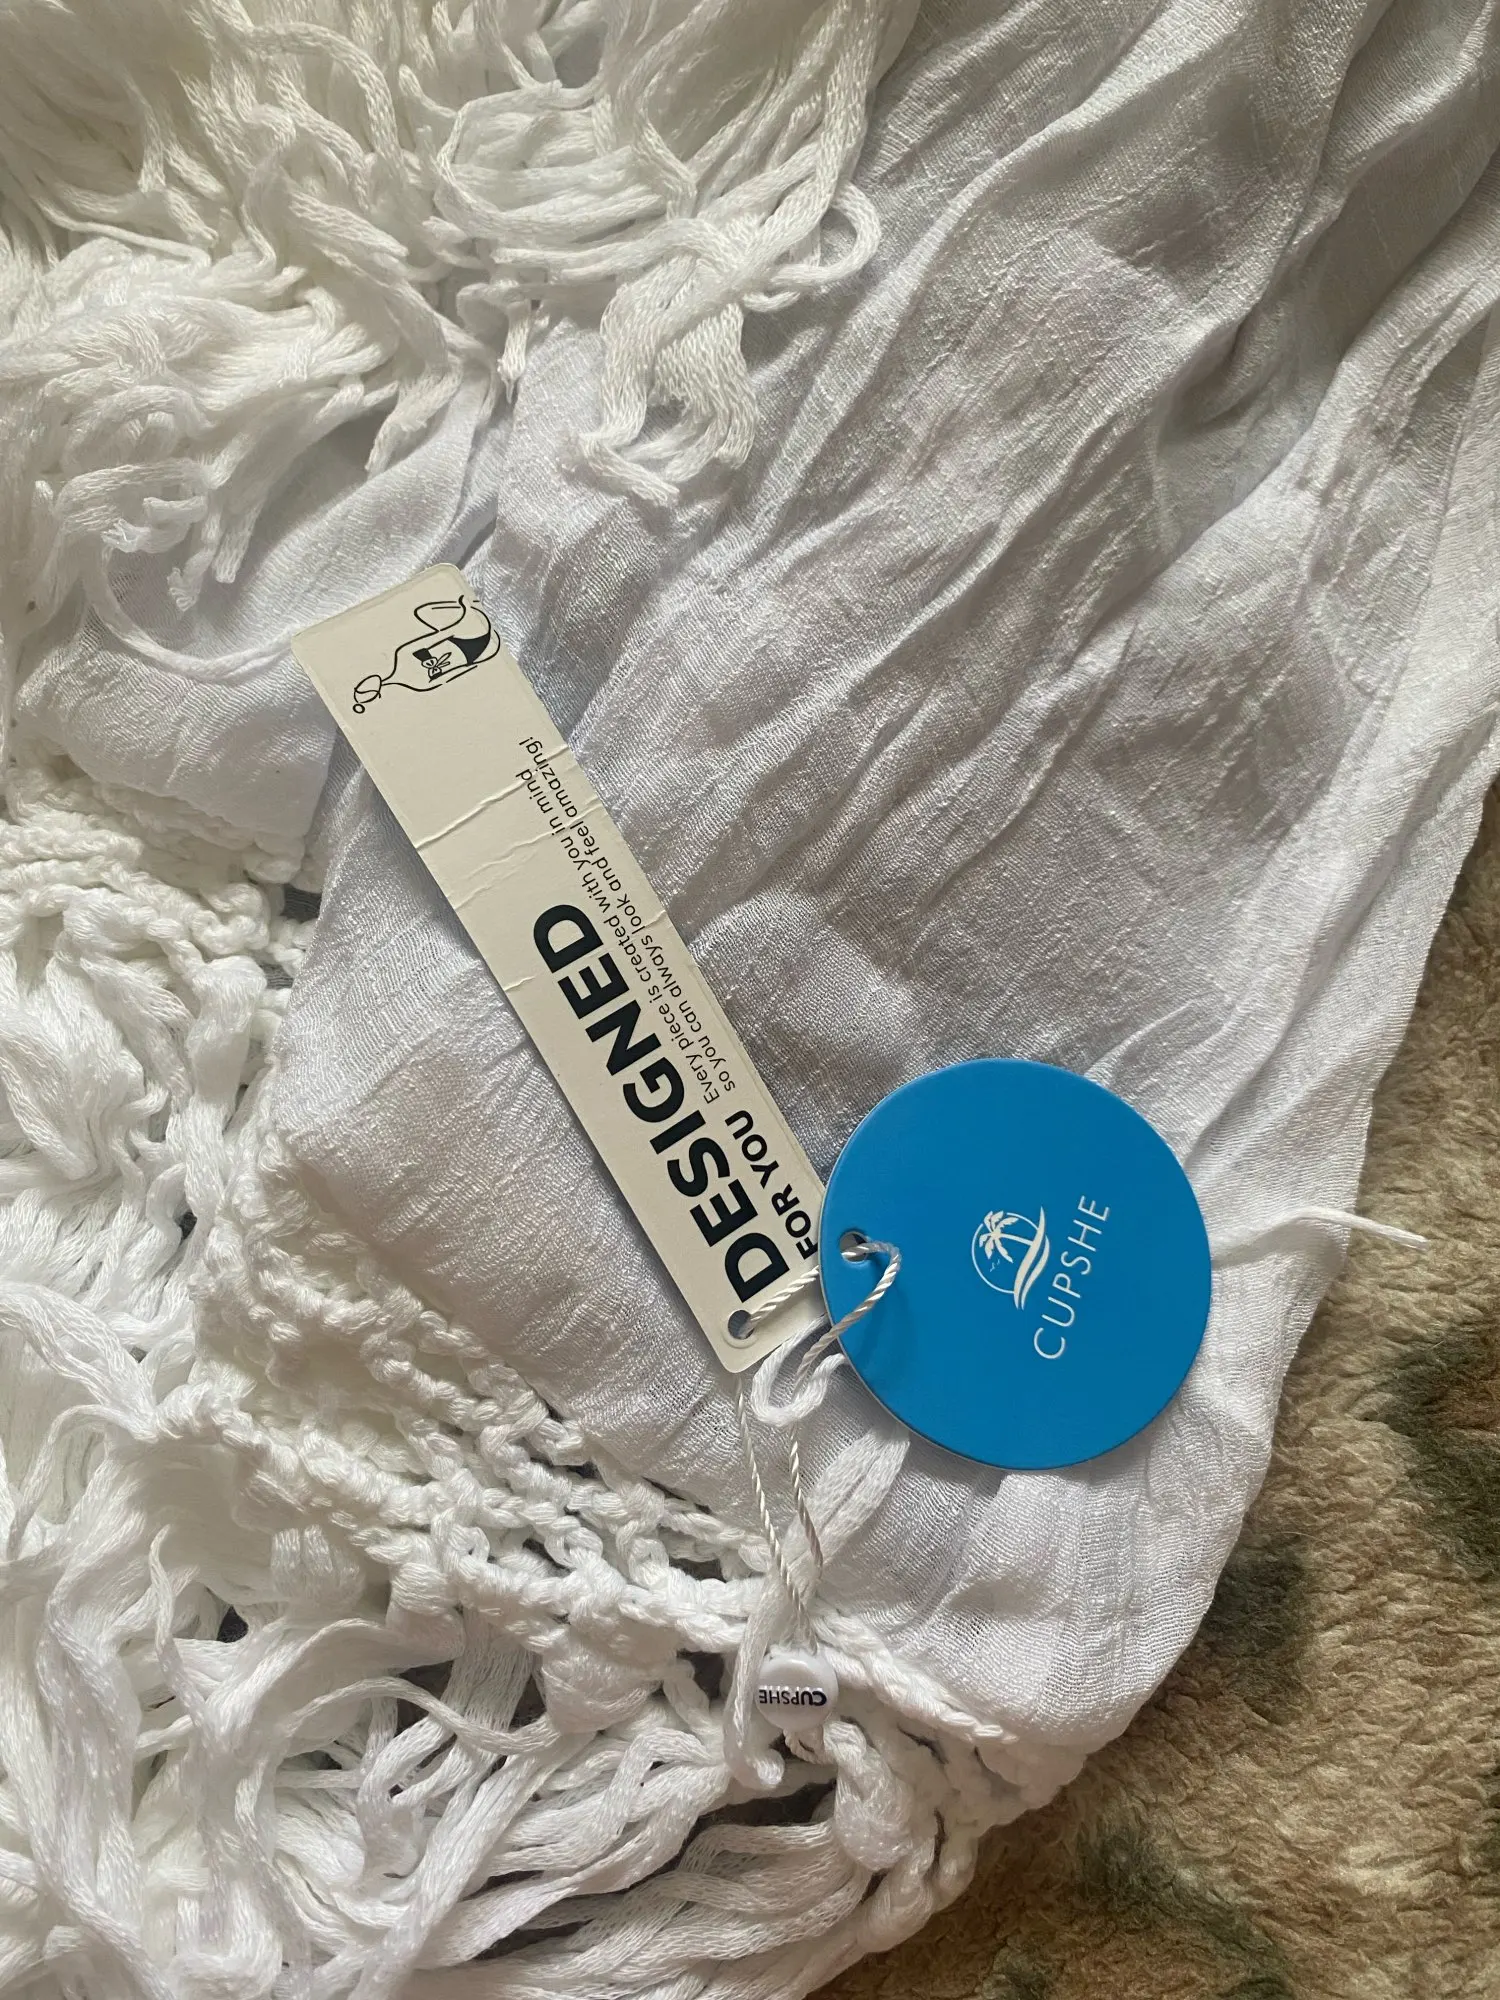 DESIGNED
FOR YOU
Every piece is created with you in mind
so you can always look and feel amazing!
CUPSHE
CUPSHE